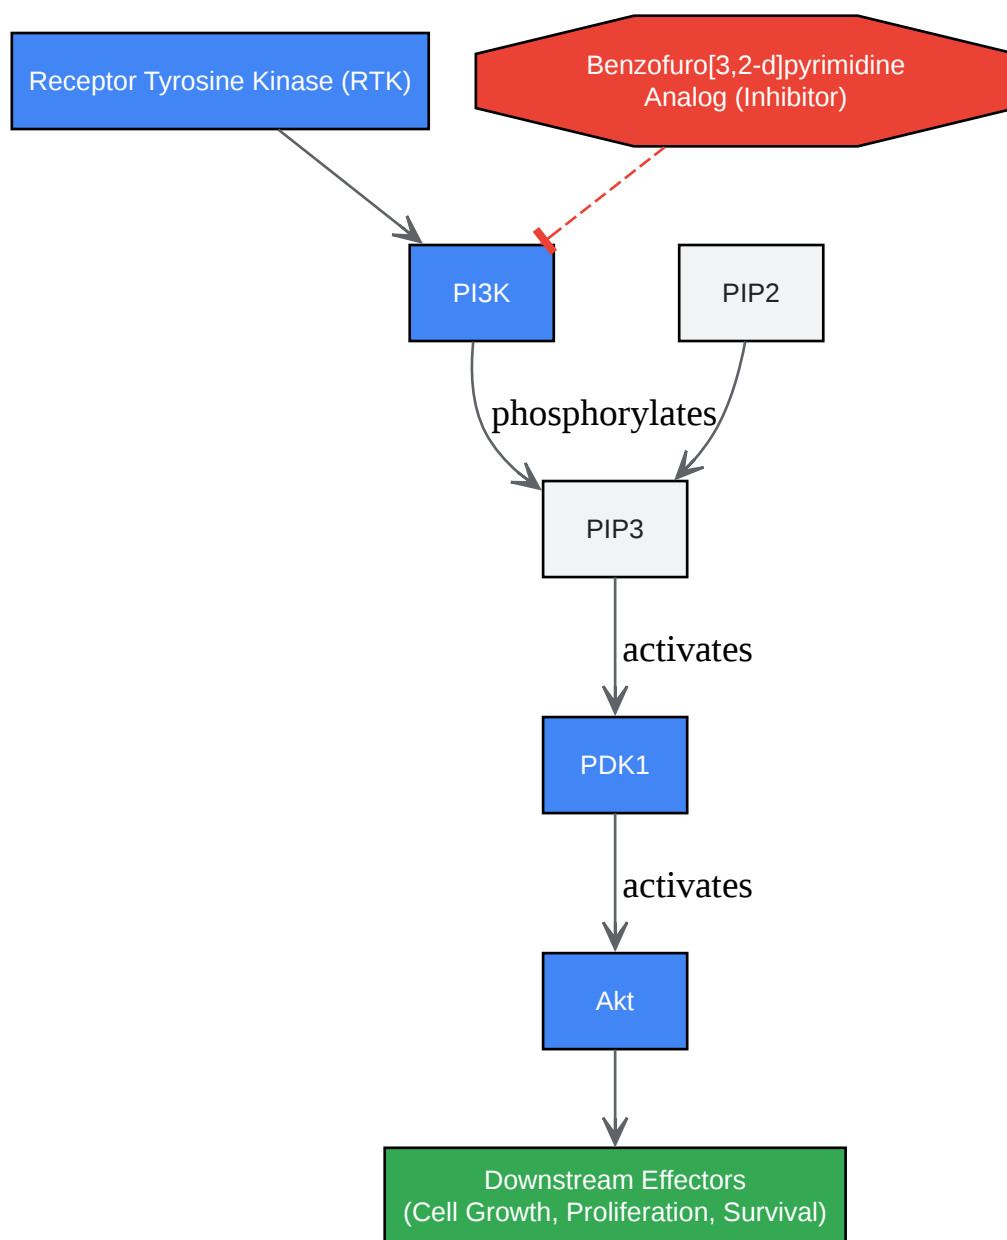 Receptor Tyrosine Kinase (RTK)
Benzofuro[3,2-d]pyrimidine
Analog (Inhibitor)
PI3K
PIP2
phosphorylates
PIP3
activates
PDK1
activates
Akt
Downstream Effectors
(Cell Growth, Proliferation, Survival)